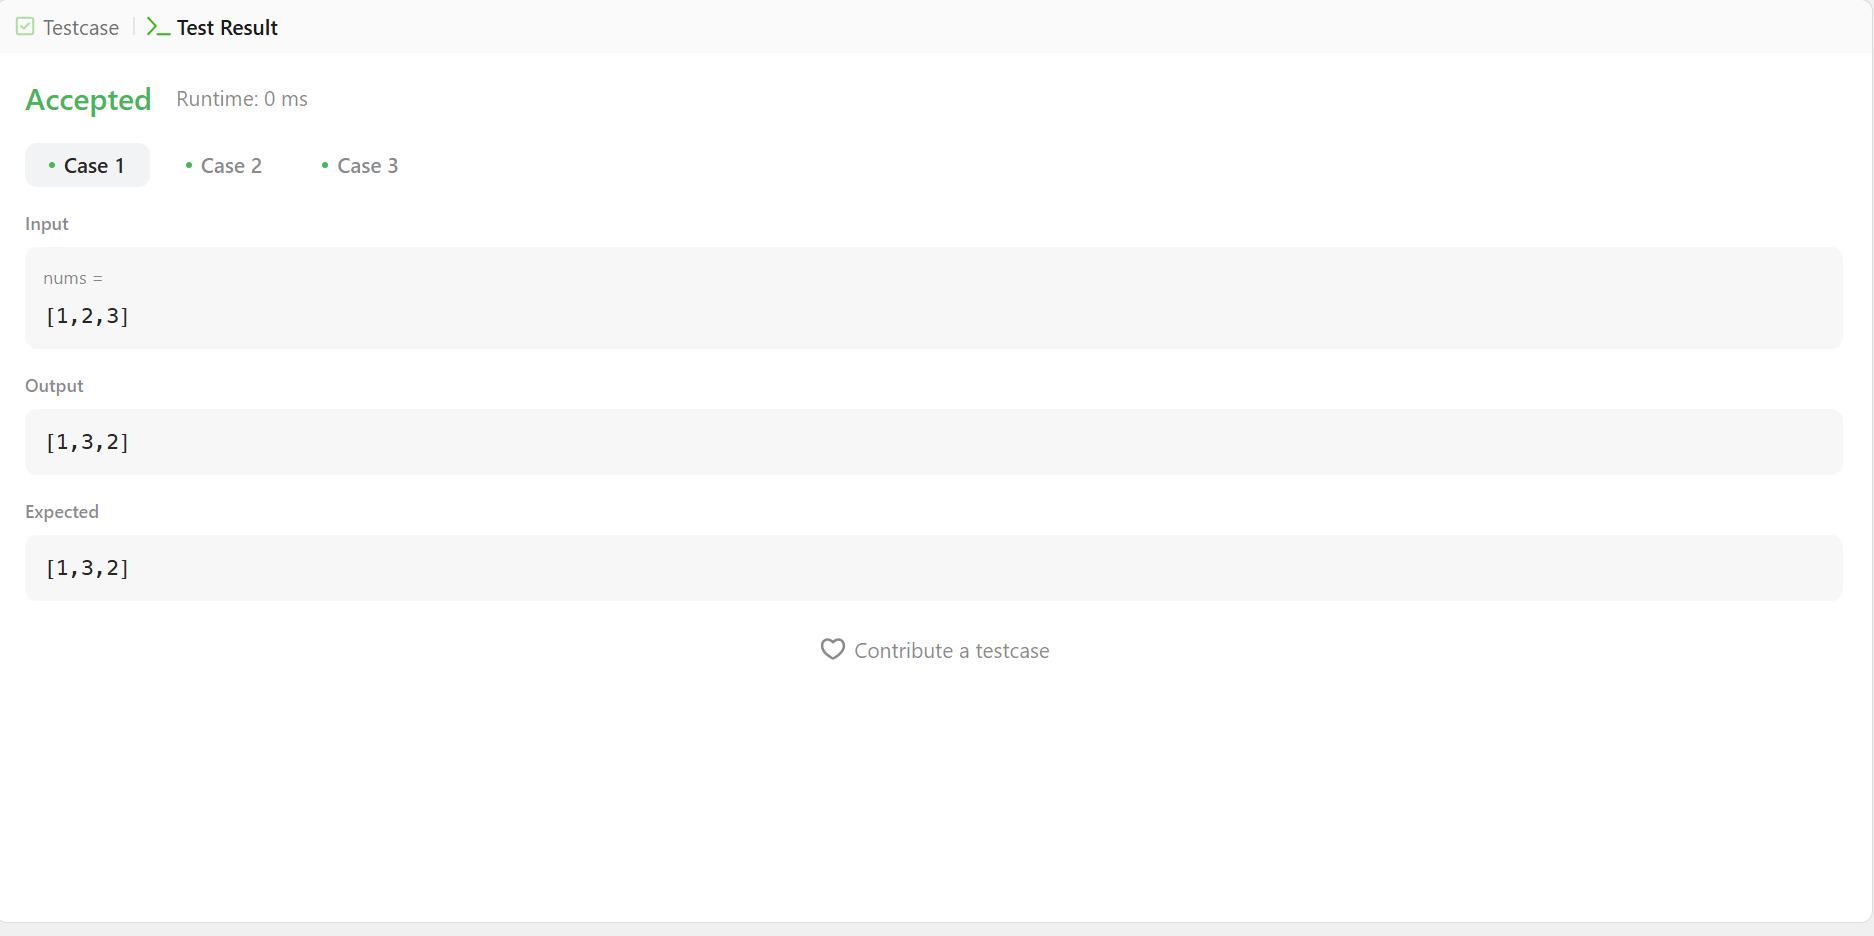 Testcase Test Result
Accepted Runtime: 0 ms
Case 1 Case 2 Case 3
Input
nums =
[1,2,3]
Output
[1,3,2]
Expected
[1,3,2]
Contribute a testcase